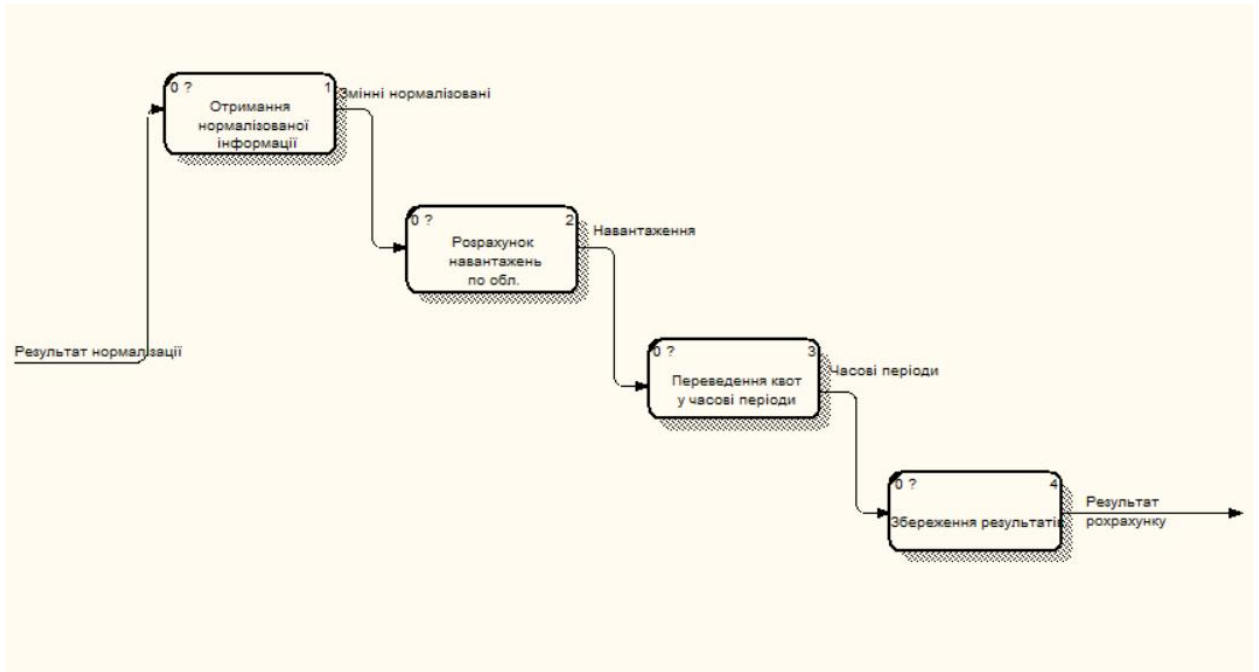 0 ? 1
Отримання
нормалізованої
інформації
Змінні нормалізовані
0 ? 2
Розрахунок
навантажень
по обл.
Навантаження
Результат нормалізації
0 ? 3
Переведення квот
у часові періоди
Часові періоди
0 ? 4
Збереження результатів
Результат
рохрахунку